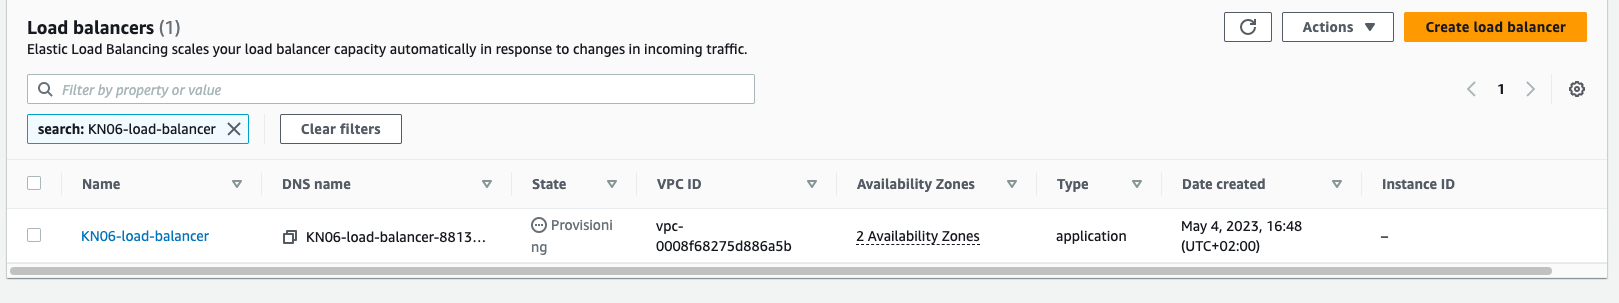 Load balancers (1)
Elastic Load Balancing scales your load balancer capacity automatically in response to changes in incoming traffic.
Actions
Create load balancer
Filter by property or value
1
search: KN06-load-balancer
Clear filters
Name DNS name State VPC ID Availability Zones Type Date created Instance ID
KN06-load-balancer KN06-load-balancer-8813... Provisioni
ng vpc-
0008f68275d886a5b 2 Availability Zones application May 4, 2023, 16:48
(UTC+02:00) –